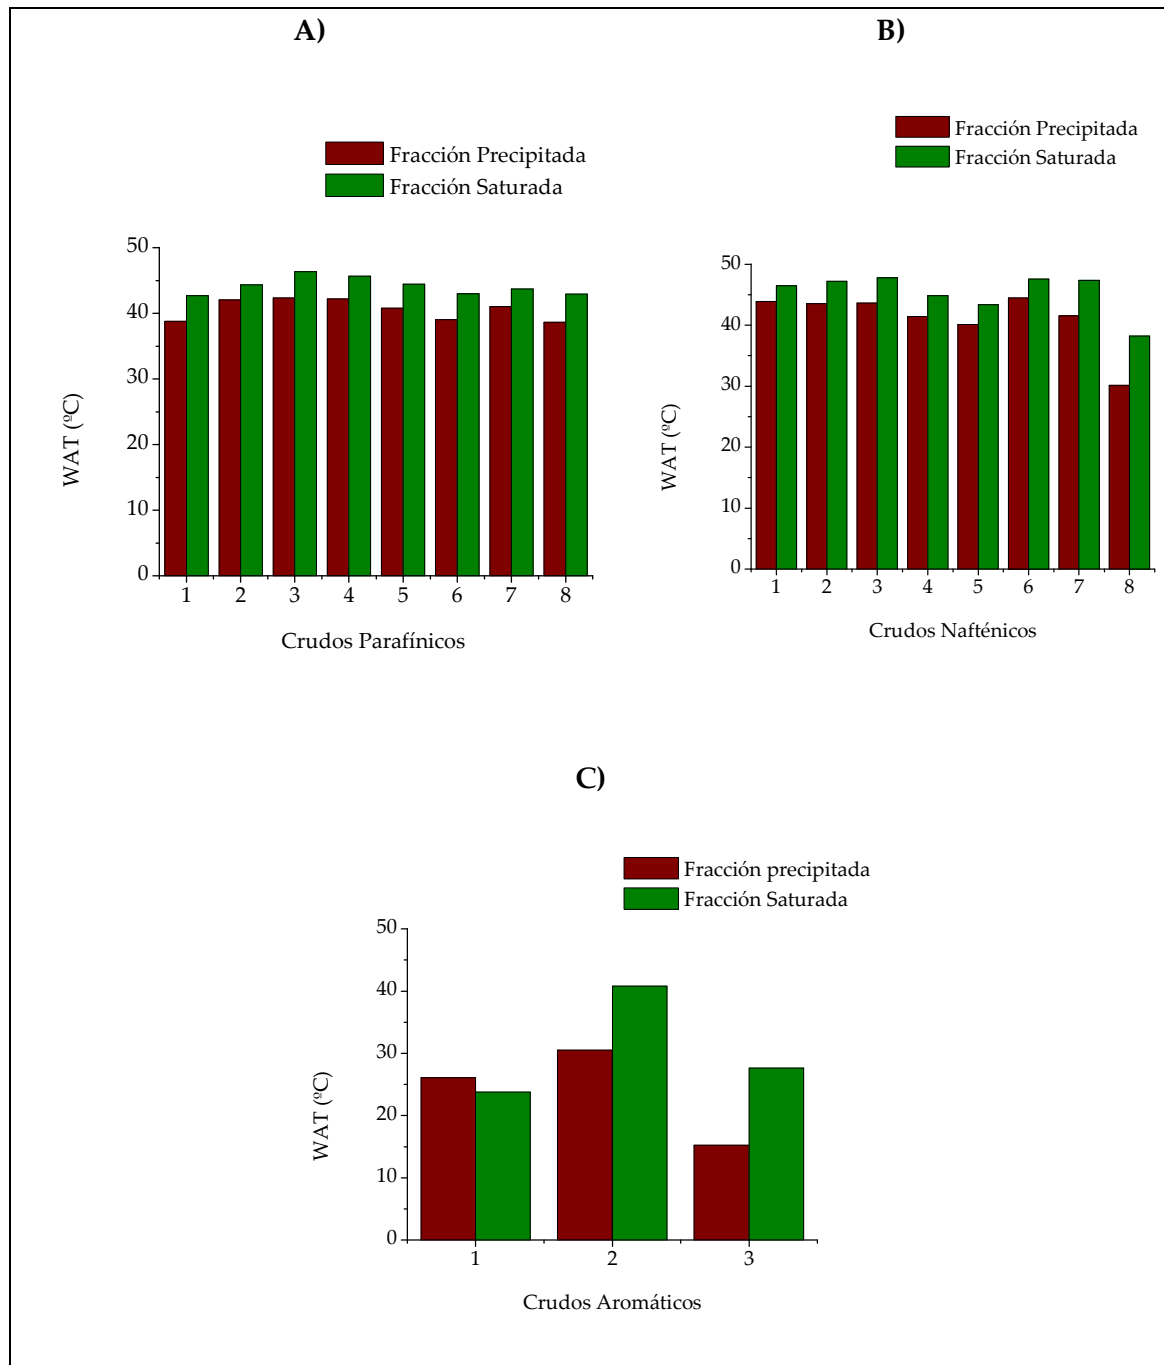 A)
Fracción Precipitada
Fracción Saturada
50
40
30
20
10
0
WAT (ºC)
1 2 3 4 5 6 7 8
Crudos Parafínicos
B)
Fracción Precipitada
Fracción Saturada
50
40
30
20
10
0
WAT (ºC)
1 2 3 4 5 6 7 8
Crudos Nafténicos
C)
Fracción precipitada
Fracción Saturada
50
40
30
20
10
0
WAT (ºC)
1 2 3
Crudos Aromáticos